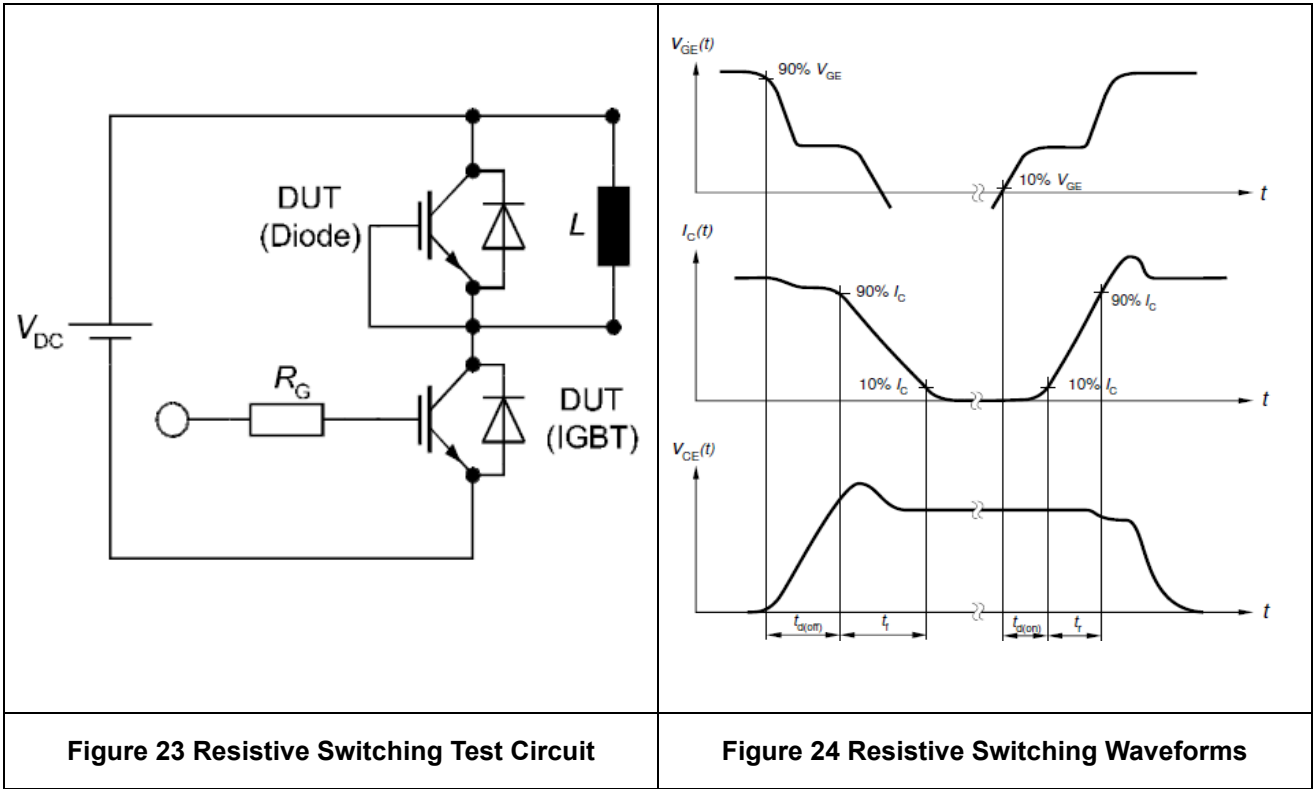 DUT
(Diode)
L
V_DC
R_G
DUT
(IGBT)
Figure 23 Resistive Switching Test Circuit
V_GE(t)
90% V_GE
10% V_GE
t
I_C(t)
90% I_C
90% I_C
10% I_C
10% I_C
t
V_CE(t)
t
t_d(off)
t_f
t_d(on)
t_r
Figure 24 Resistive Switching Waveforms